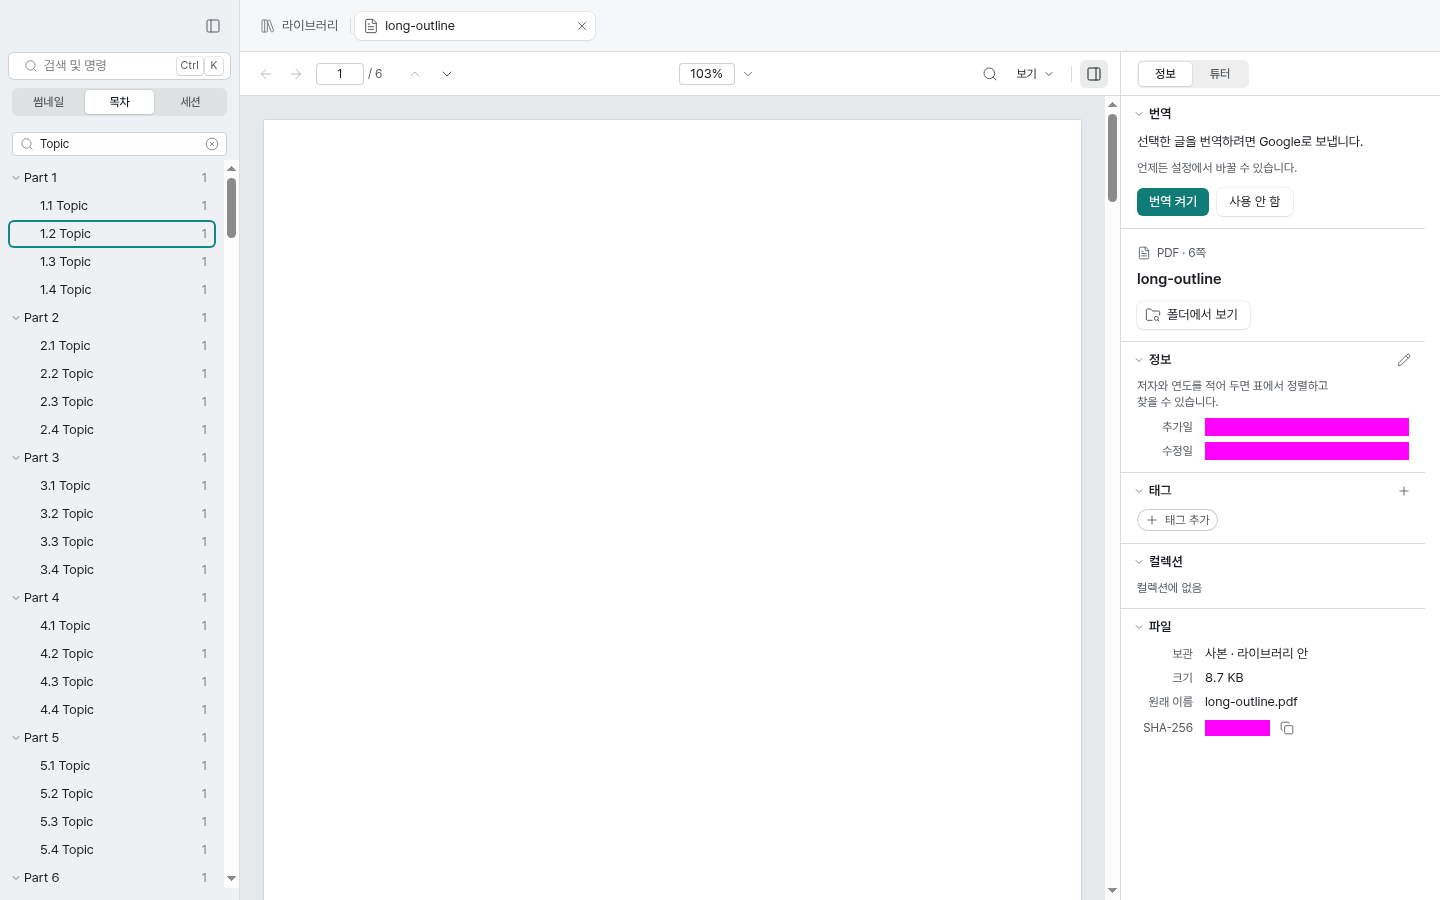 라이브러리
long-outline
검색 및 명령
Ctrl K
썸네일 목차 세션
Topic
Part 1 1
1.1 Topic 1
1.2 Topic 1
1.3 Topic 1
1.4 Topic 1
Part 2 1
2.1 Topic 1
2.2 Topic 1
2.3 Topic 1
2.4 Topic 1
Part 3 1
3.1 Topic 1
3.2 Topic 1
3.3 Topic 1
3.4 Topic 1
Part 4 1
4.1 Topic 1
4.2 Topic 1
4.3 Topic 1
4.4 Topic 1
Part 5 1
5.1 Topic 1
5.2 Topic 1
5.3 Topic 1
5.4 Topic 1
Part 6 1
1 / 6
103%
보기
정보 튜터
번역
선택한 글을 번역하려면 Google로 보냅니다.
언제든 설정에서 바꿀 수 있습니다.
번역 켜기 사용 안 함
PDF · 6쪽
long-outline
폴더에서 보기
정보
저자와 연도를 적어 두면 표에서 정렬하고
찾을 수 있습니다.
추가일
수정일
태그
태그 추가
컬렉션
컬렉션에 없음
파일
보관 사본 · 라이브러리 안
크기 8.7 KB
원래 이름 long-outline.pdf
SHA-256